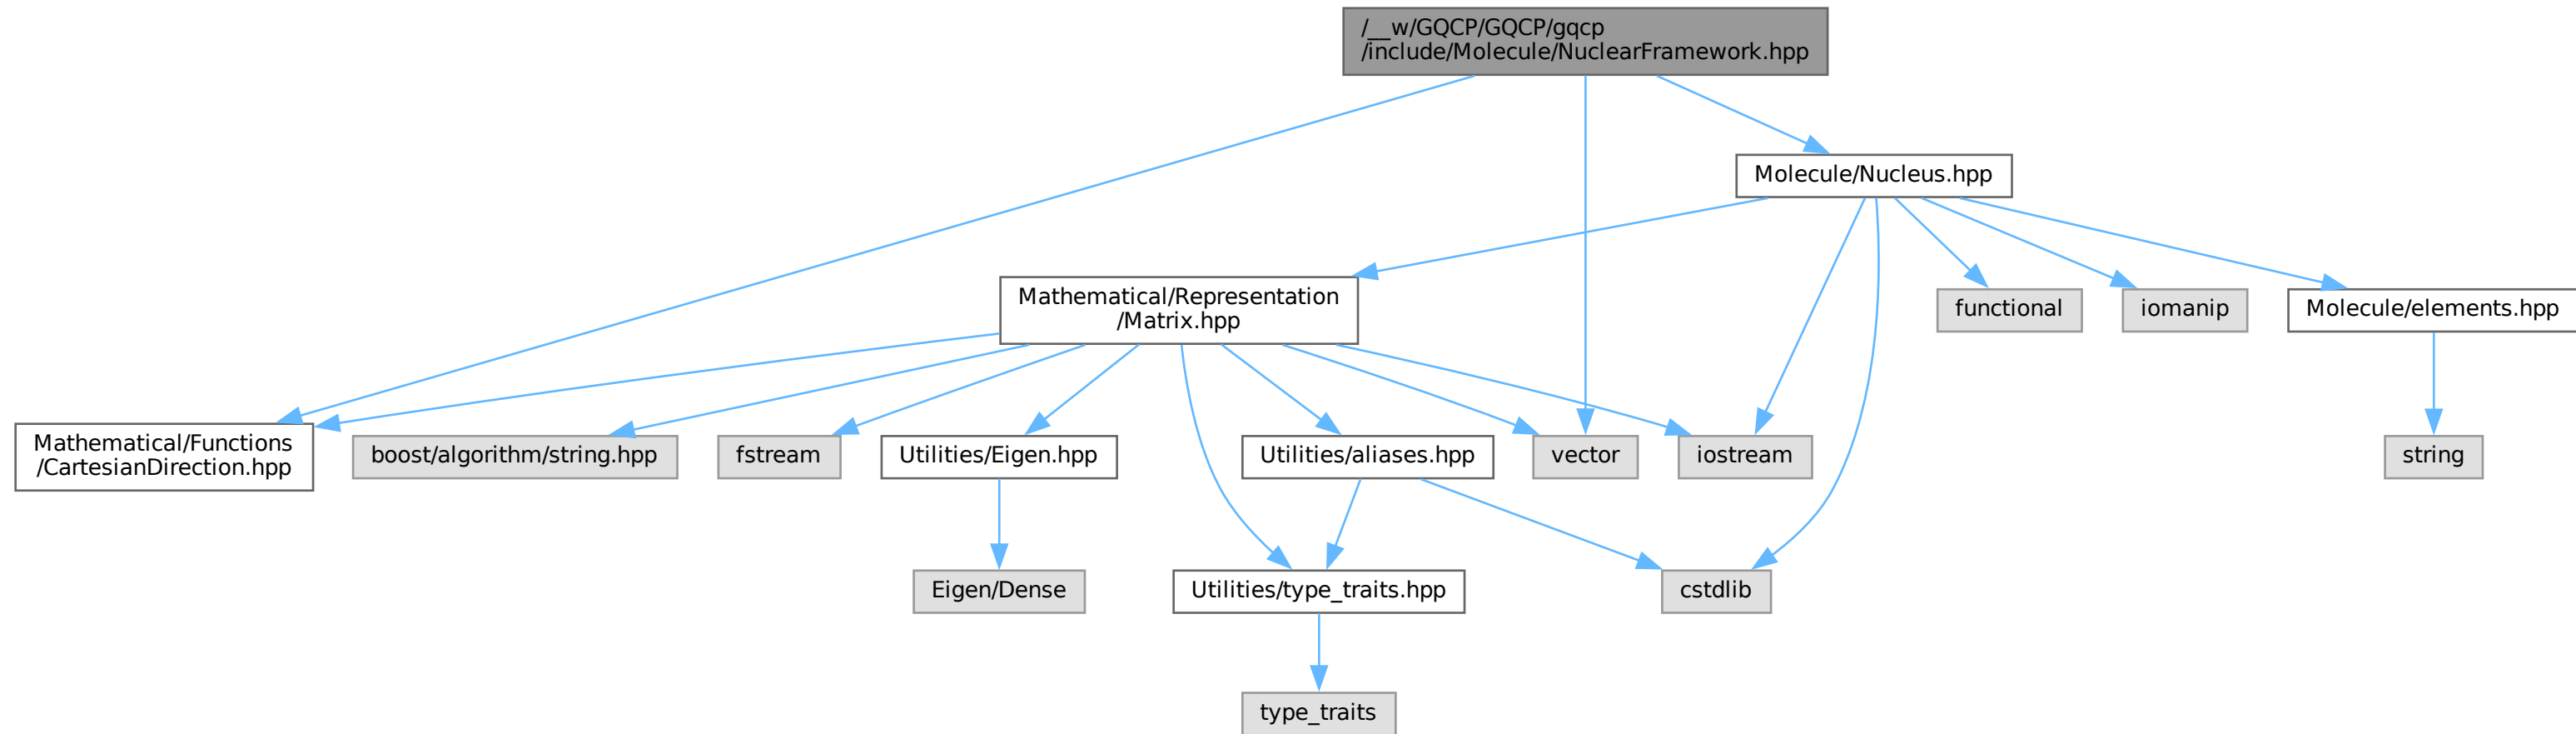 /__w/GQCP/GQCP/gqcp
/include/Molecule/NuclearFramework.hpp
Molecule/Nucleus.hpp
Mathematical/Representation
/Matrix.hpp
functional
iomanip
Molecule/elements.hpp
Mathematical/Functions
/CartesianDirection.hpp
boost/algorithm/string.hpp
fstream
Utilities/Eigen.hpp
Utilities/aliases.hpp
vector
iostream
string
Eigen/Dense
Utilities/type_traits.hpp
cstdlib
type_traits